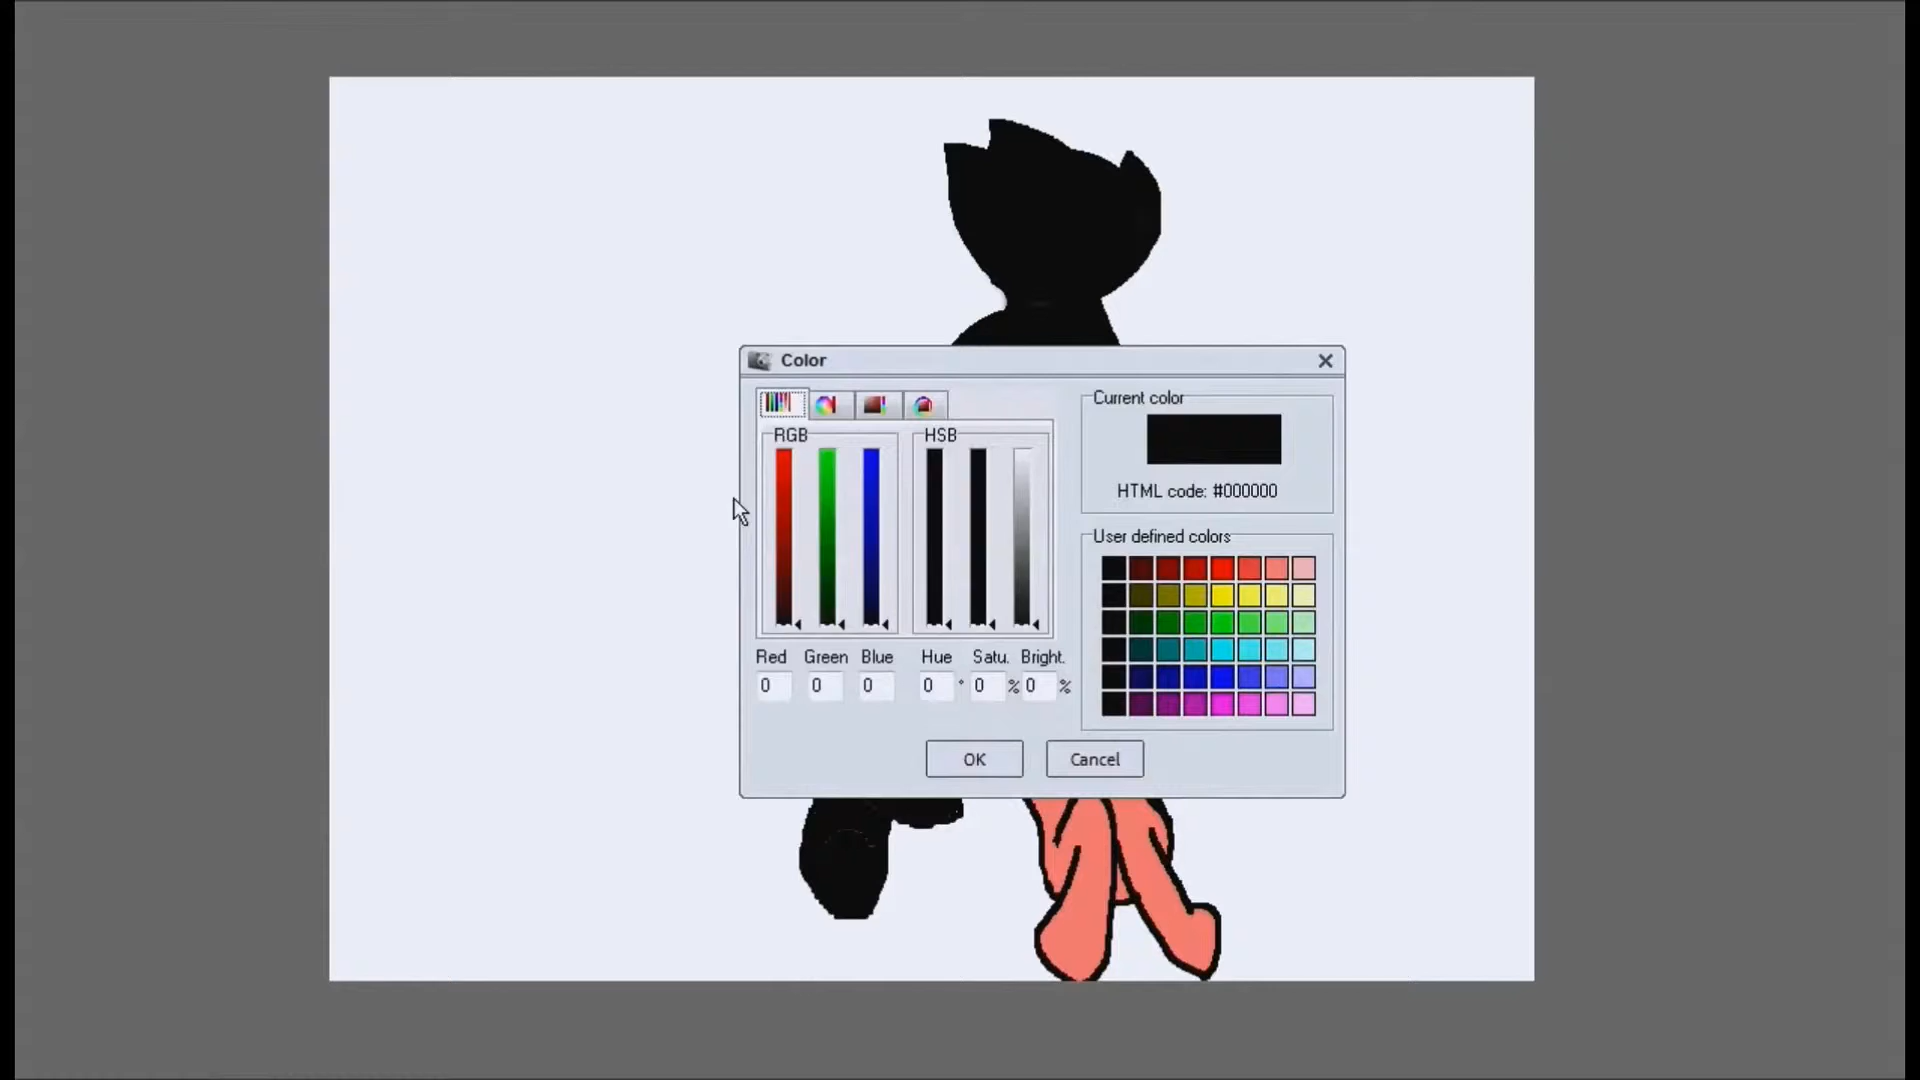 Color
RGB
HSB
Current color
HTML code: #000000
User defined colors
Red Green Blue Hue Satu. Bright.
0 0 0 0 ° 0 % 0 %
OK Cancel